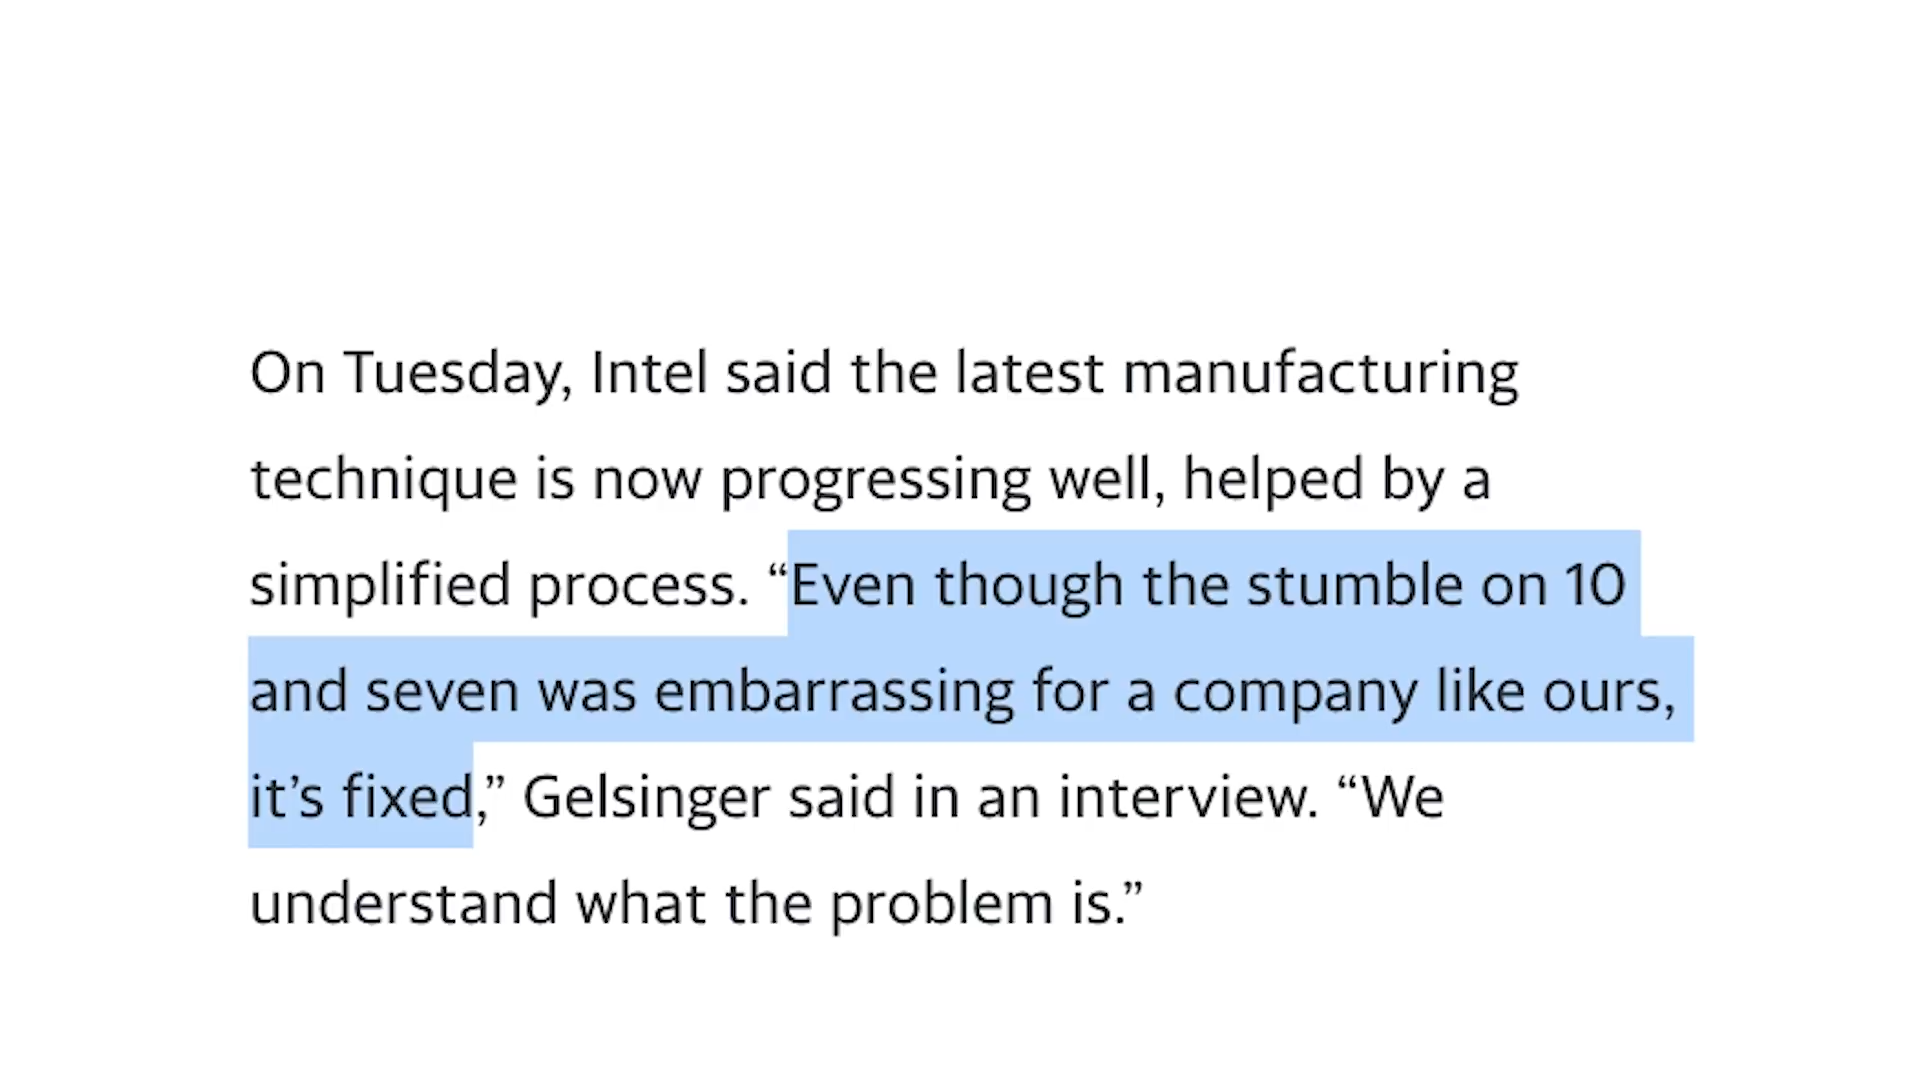 On Tuesday, Intel said the latest manufacturing
technique is now progressing well, helped by a
simplified process. “Even though the stumble on 10
and seven was embarrassing for a company like ours,
it’s fixed,” Gelsinger said in an interview. “We
understand what the problem is.”